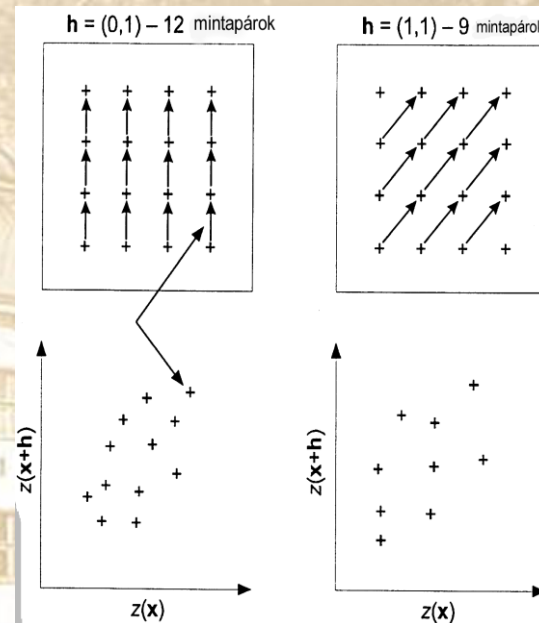 h = (0,1) – 12 mintapárok
h = (1,1) – 9 mintapárok
z(x+h)
z(x)
z(x+h)
z(x)